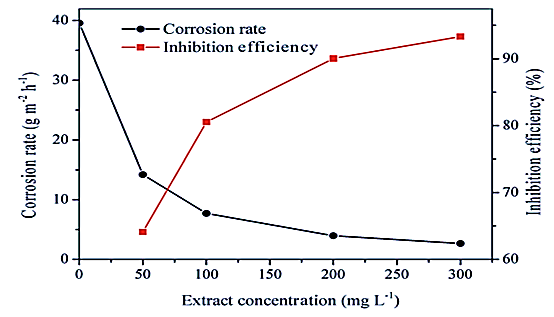 Corrosion rate
Inhibition efficiency
Corrosion rate (g m⁻² h⁻¹)
40
30
20
10
0
Inhibition efficiency (%)
90
80
70
60
0 50 100 150 200 250 300
Extract concentration (mg L⁻¹)